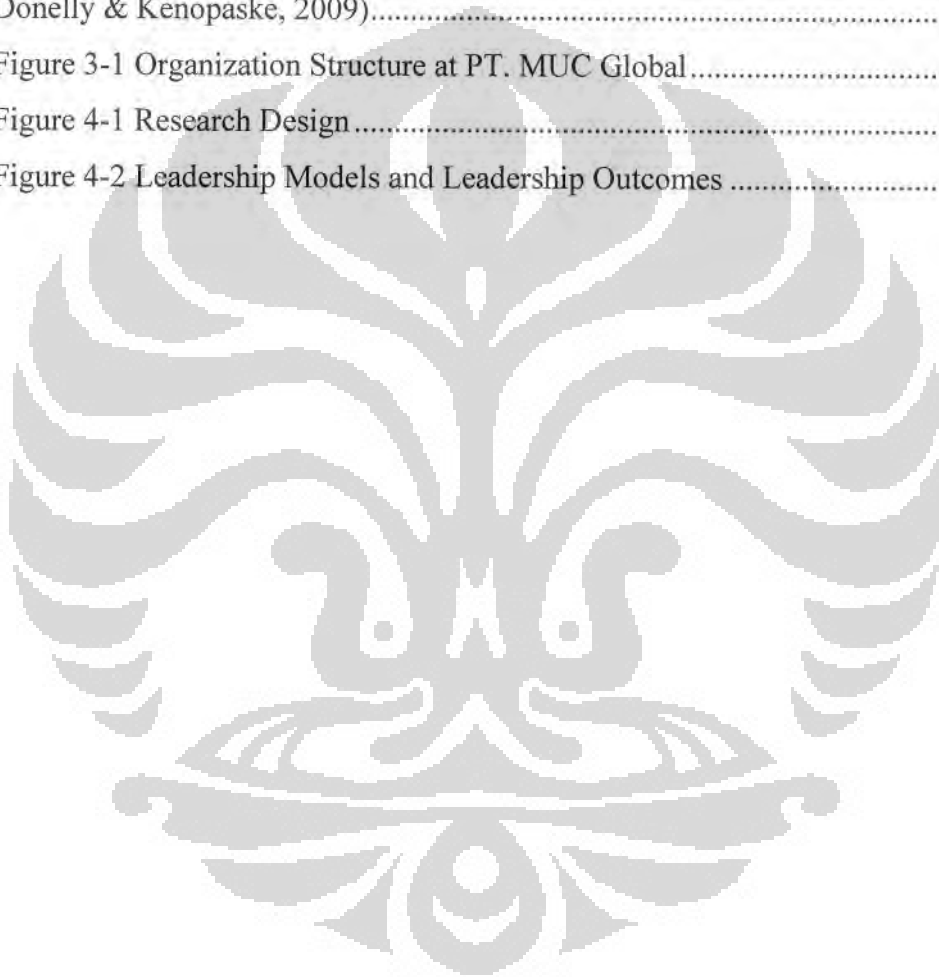 Donelly & Kenopaske, 2009)..........................................................................
Figure 3-1 Organization Structure at PT. MUC Global................................
Figure 4-1 Research Design..........................................................................
Figure 4-2 Leadership Models and Leadership Outcomes ...........................